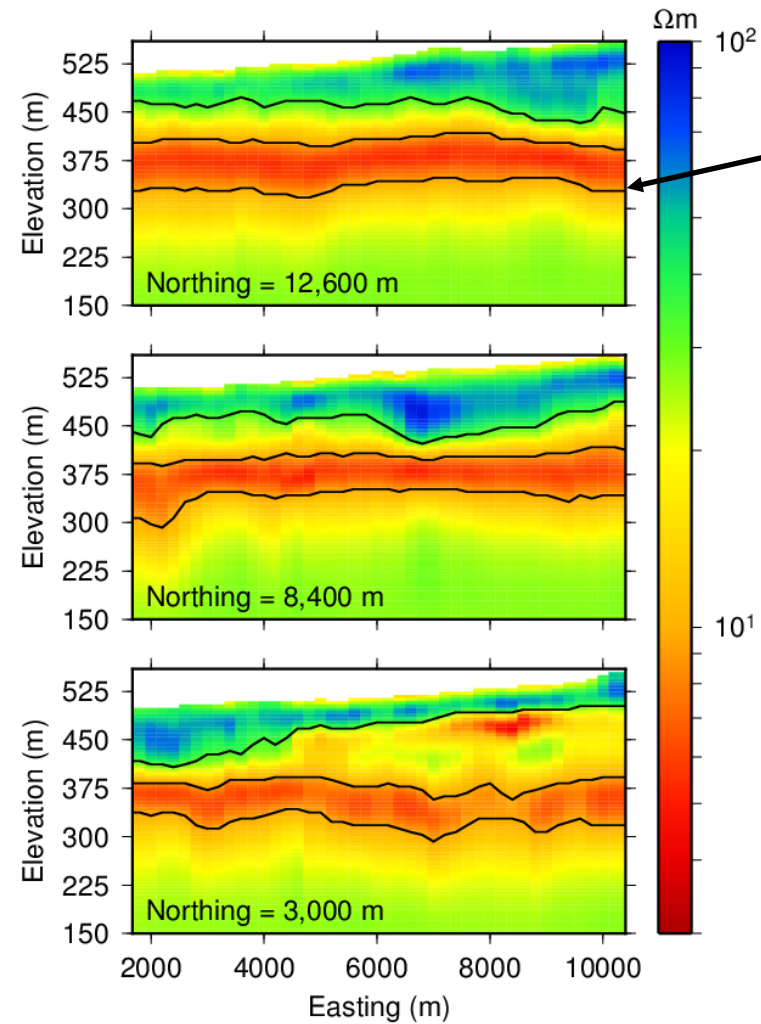 Ωm
10²
10¹
Elevation (m)
525
450
375
300
225
150
Northing = 12,600 m
Elevation (m)
525
450
375
300
225
150
Northing = 8,400 m
Elevation (m)
525
450
375
300
225
150
Northing = 3,000 m
2000 4000 6000 8000 10000
Easting (m)